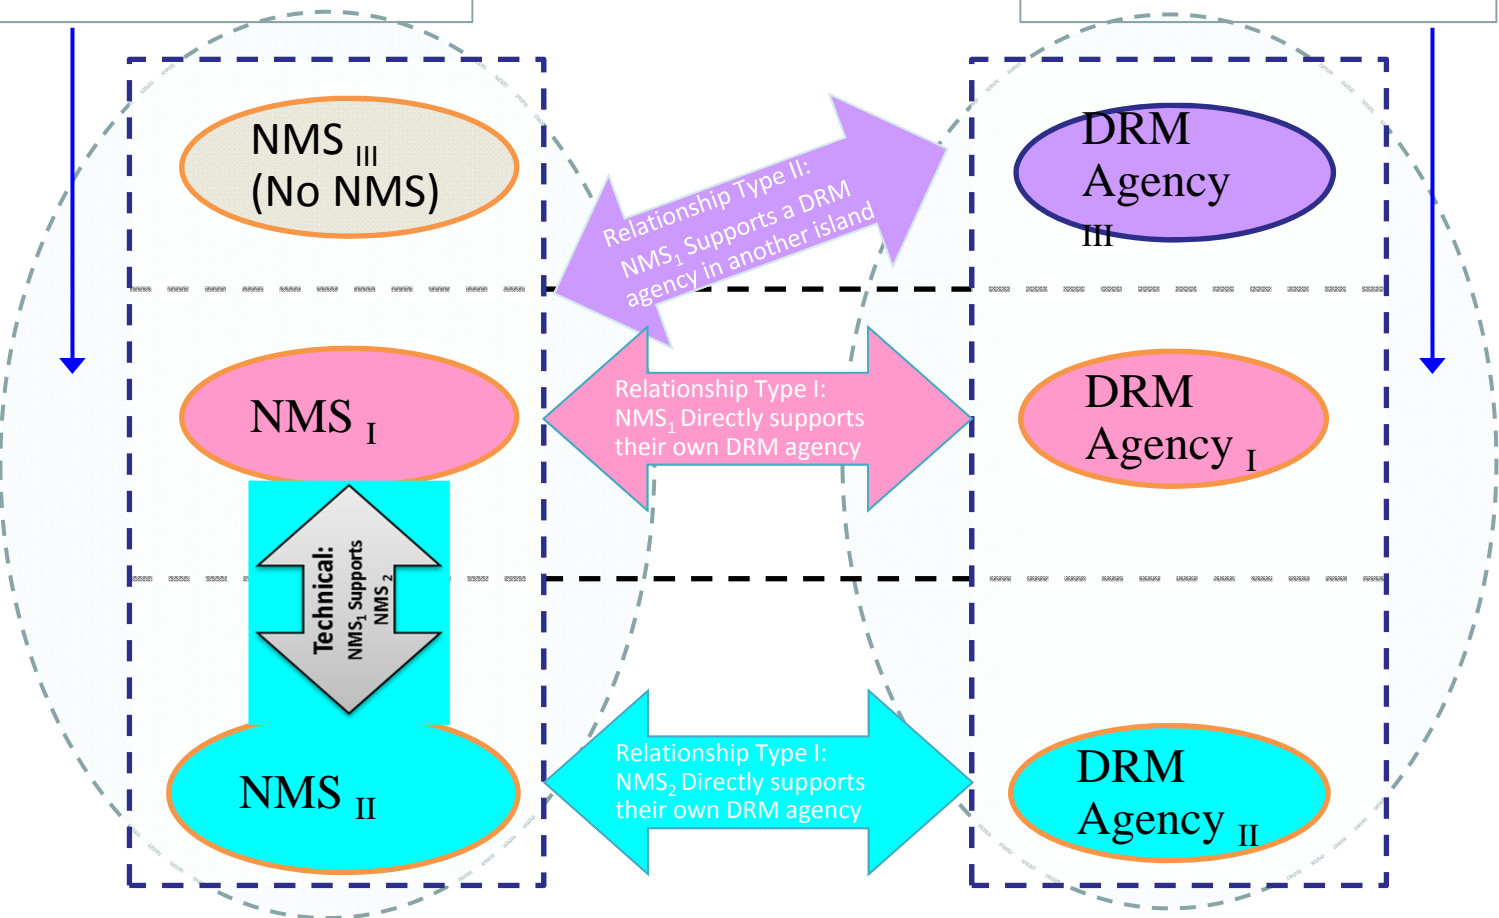 NMS III
(No NMS)
DRM
Agency
III
Relationship Type II:
NMS1 Supports a DRM
agency in another island
NMS I
Relationship Type I:
NMS1 Directly supports
their own DRM agency
DRM
Agency I
Technical:
NMS1 Supports
NMS 2
NMS II
Relationship Type I:
NMS2 Directly supports
their own DRM agency
DRM
Agency II